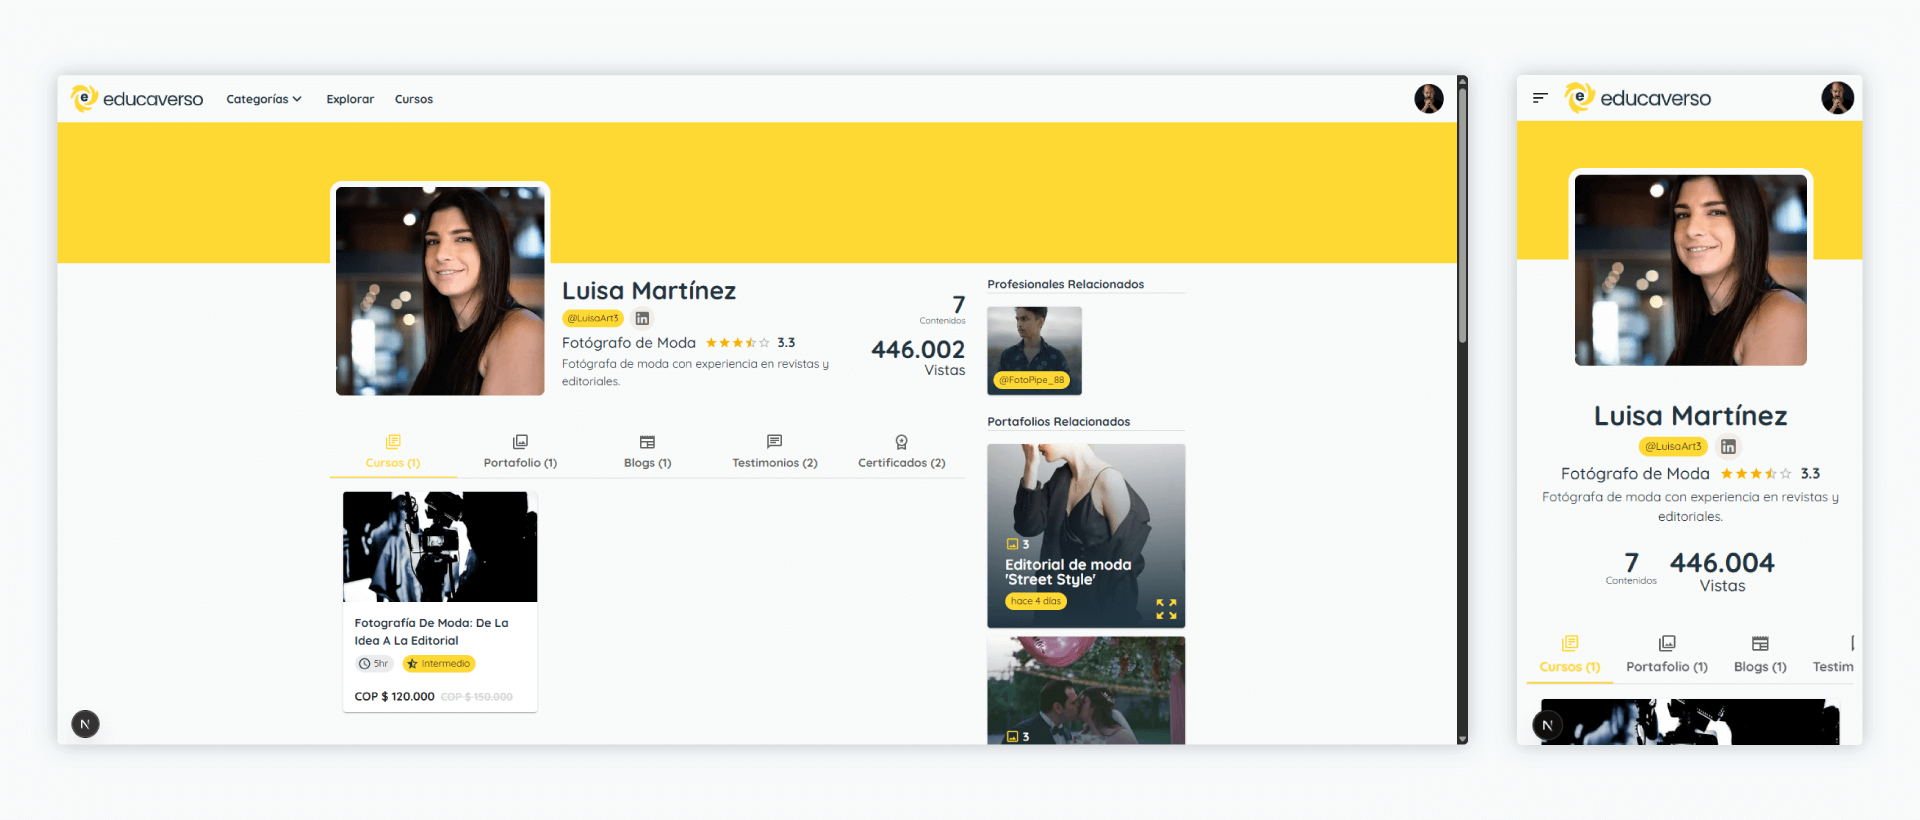 educaverso
Categorías
Explorar
Cursos
Luisa Martínez
@LuisaArt3
Fotógrafo de Moda 3.3
Fotógrafa de moda con experiencia en revistas y
editoriales.
7
Contenidos
446.002
Vistas
Cursos (1)
Portafolio (1)
Blogs (1)
Testimonios (2)
Certificados (2)
Fotografía De Moda: De La
Idea A La Editorial
5hr
Intermedio
COP $ 120.000 COP $ 150.000
Profesionales Relacionados
@FotoPipe_88
Portafolios Relacionados
3
Editorial de moda
'Street Style'
hace 4 días
3
N
educaverso
Luisa Martínez
@LuisaArt3
Fotógrafo de Moda 3.3
Fotógrafa de moda con experiencia en revistas y
editoriales.
7
Contenidos
446.004
Vistas
Cursos (1)
Portafolio (1)
Blogs (1)
Testim
N